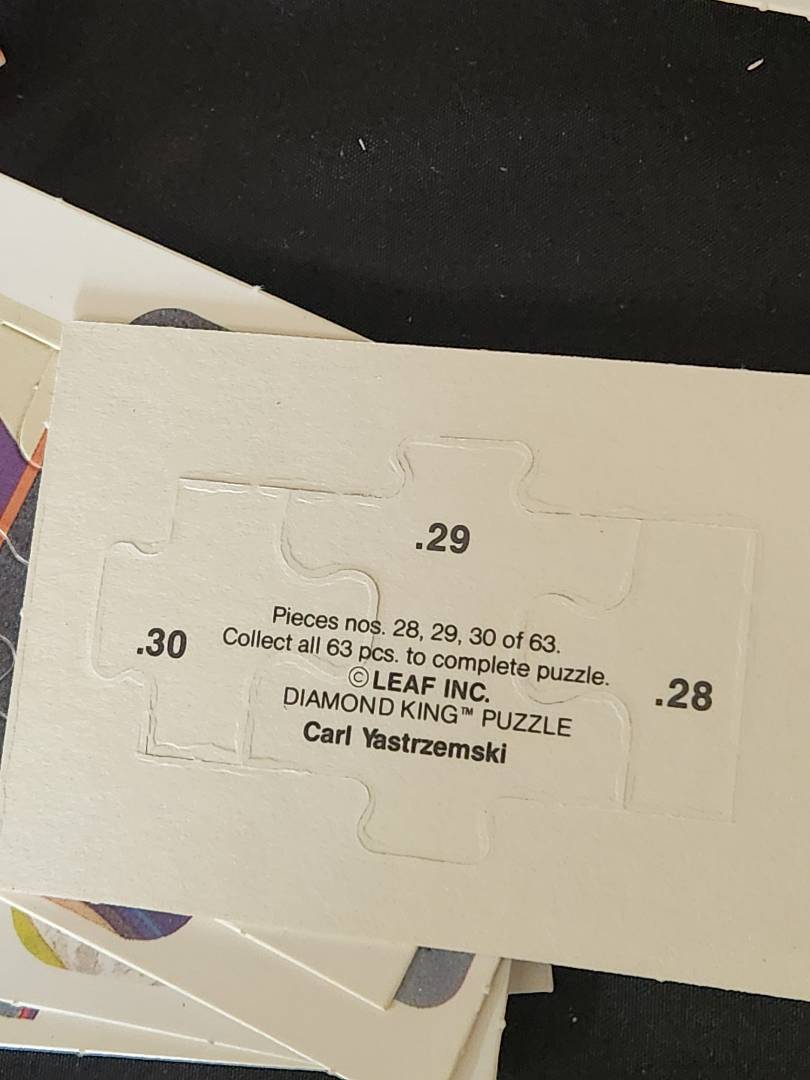 .29
.30
.28
Pieces nos. 28, 29, 30 of 63.
Collect all 63 pcs. to complete puzzle.
©LEAF INC.
DIAMOND KING™ PUZZLE
Carl Yastrzemski